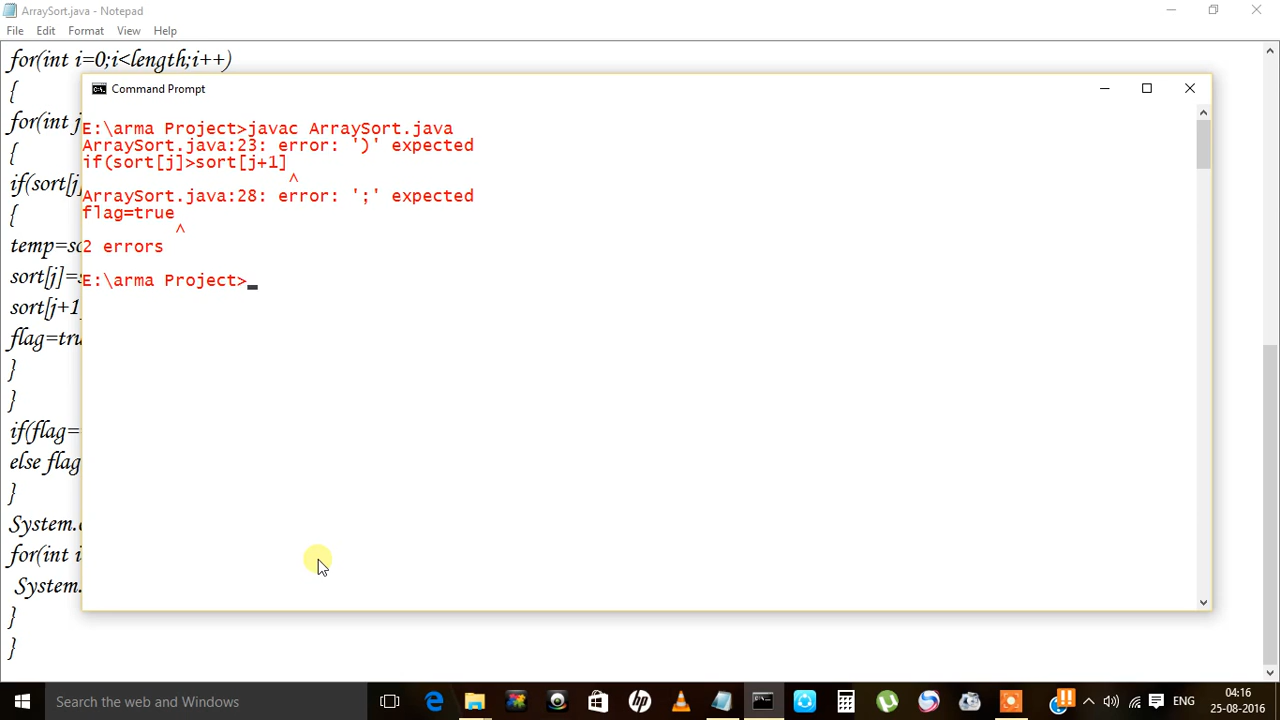 ArraySort.java - Notepad
File Edit Format View Help
for(int i=0;i<length;i++)
{
for(int j
{
if(sort[j]
{
temp=so
sort[j]=s
sort[j+1
flag=tru
}
}
if(flag=
else flag
}
System.o
for(int i
System.
}
}
Command Prompt
E:\arma Project>javac ArraySort.java
ArraySort.java:23: error: ')' expected
if(sort[j]>sort[j+1]
^
ArraySort.java:28: error: ';' expected
flag=true
^
2 errors
E:\arma Project>
Search the web and Windows
hp
ENG
04:16
25-08-2016